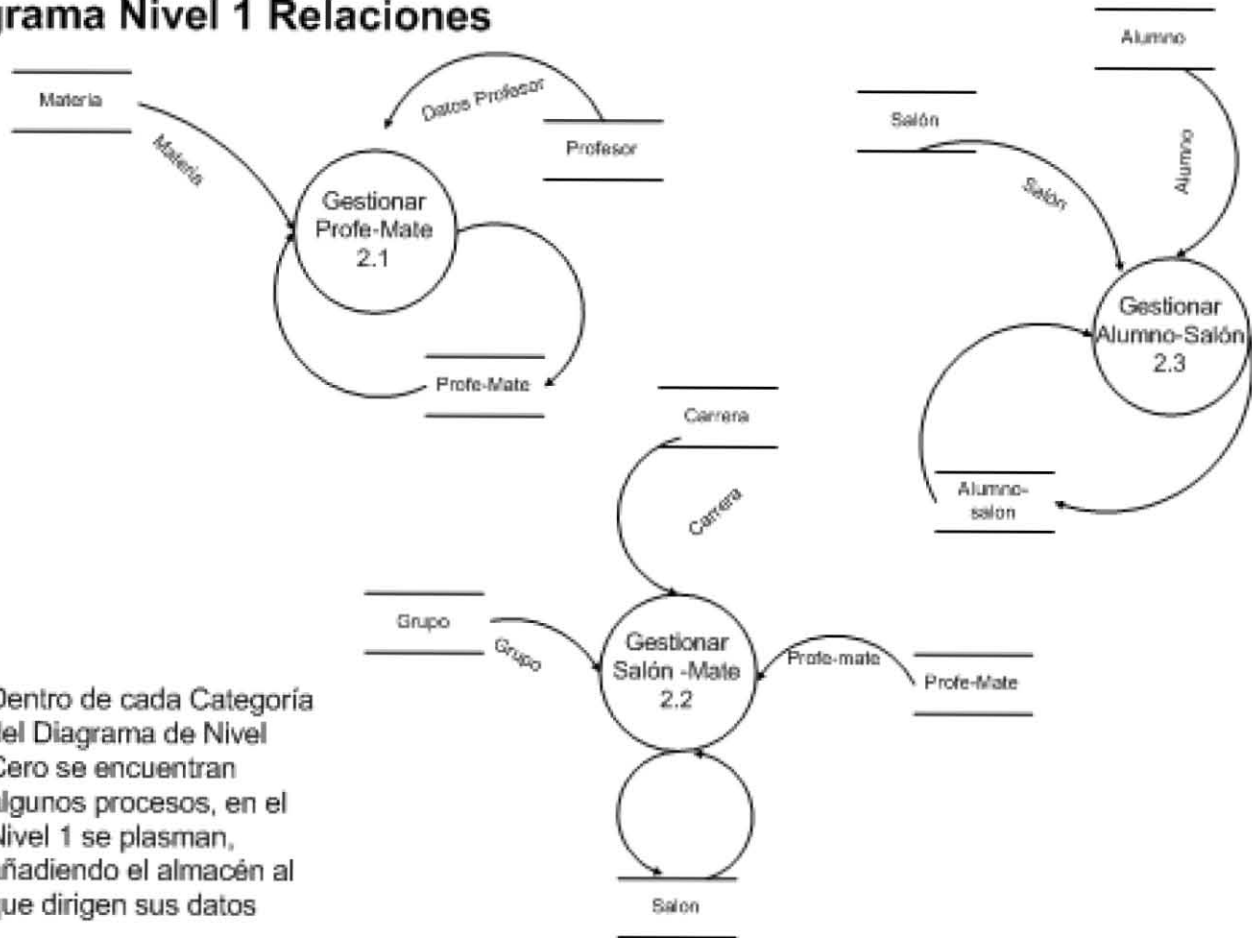 grama Nivel 1 Relaciones
Materia
Materia
Datos Profesor
Profesor
Gestionar
Profe-Mate
2.1
Profe-Mate
Alumno
Salón
Salón
Alumno
Gestionar
Alumno-Salón
2.3
Alumno-
salon
Carrera
Carrera
Grupo
Grupo
Gestionar
Salón -Mate
2.2
Profe-mate
Profe-Mate
Salon
Dentro de cada Categoría
del Diagrama de Nivel
Cero se encuentran
algunos procesos, en el
Nivel 1 se plasman,
añadiendo el almacén al
que dirigen sus datos